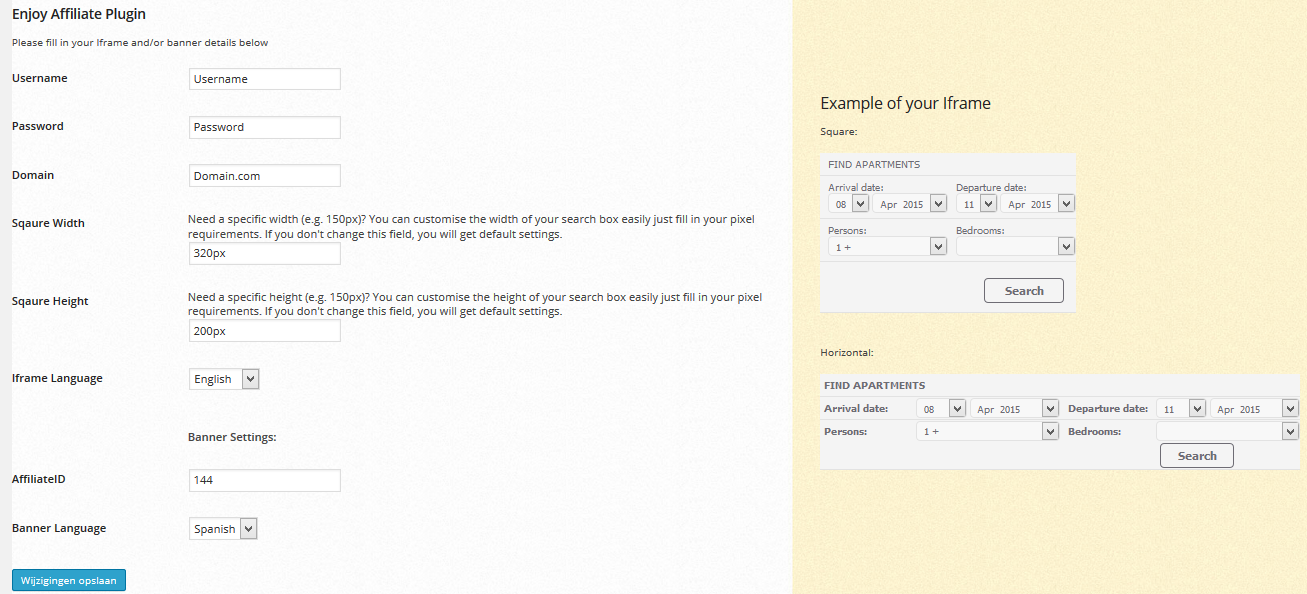 Enjoy Affiliate Plugin
Please fill in your Iframe and/or banner details below
Username
Username
Password
Password
Domain
Domain.com
Sqaure Width
Need a specific width (e.g. 150px)? You can customise the width of your search box easily just fill in your pixel
requirements. If you don't change this field, you will get default settings.
320px
Sqaure Height
Need a specific height (e.g. 150px)? You can customise the height of your search box easily just fill in your pixel
requirements. If you don't change this field, you will get default settings.
200px
Iframe Language
English
Banner Settings:
AffiliateID
144
Banner Language
Spanish
Wijzigingen opslaan
Example of your Iframe
Square:
FIND APARTMENTS
Arrival date: Departure date:
08 Apr 2015 11 Apr 2015
Persons: Bedrooms:
1 +
Search
Horizontal:
FIND APARTMENTS
Arrival date: 08 Apr 2015 Departure date: 11 Apr 2015
Persons: 1 + Bedrooms:
Search